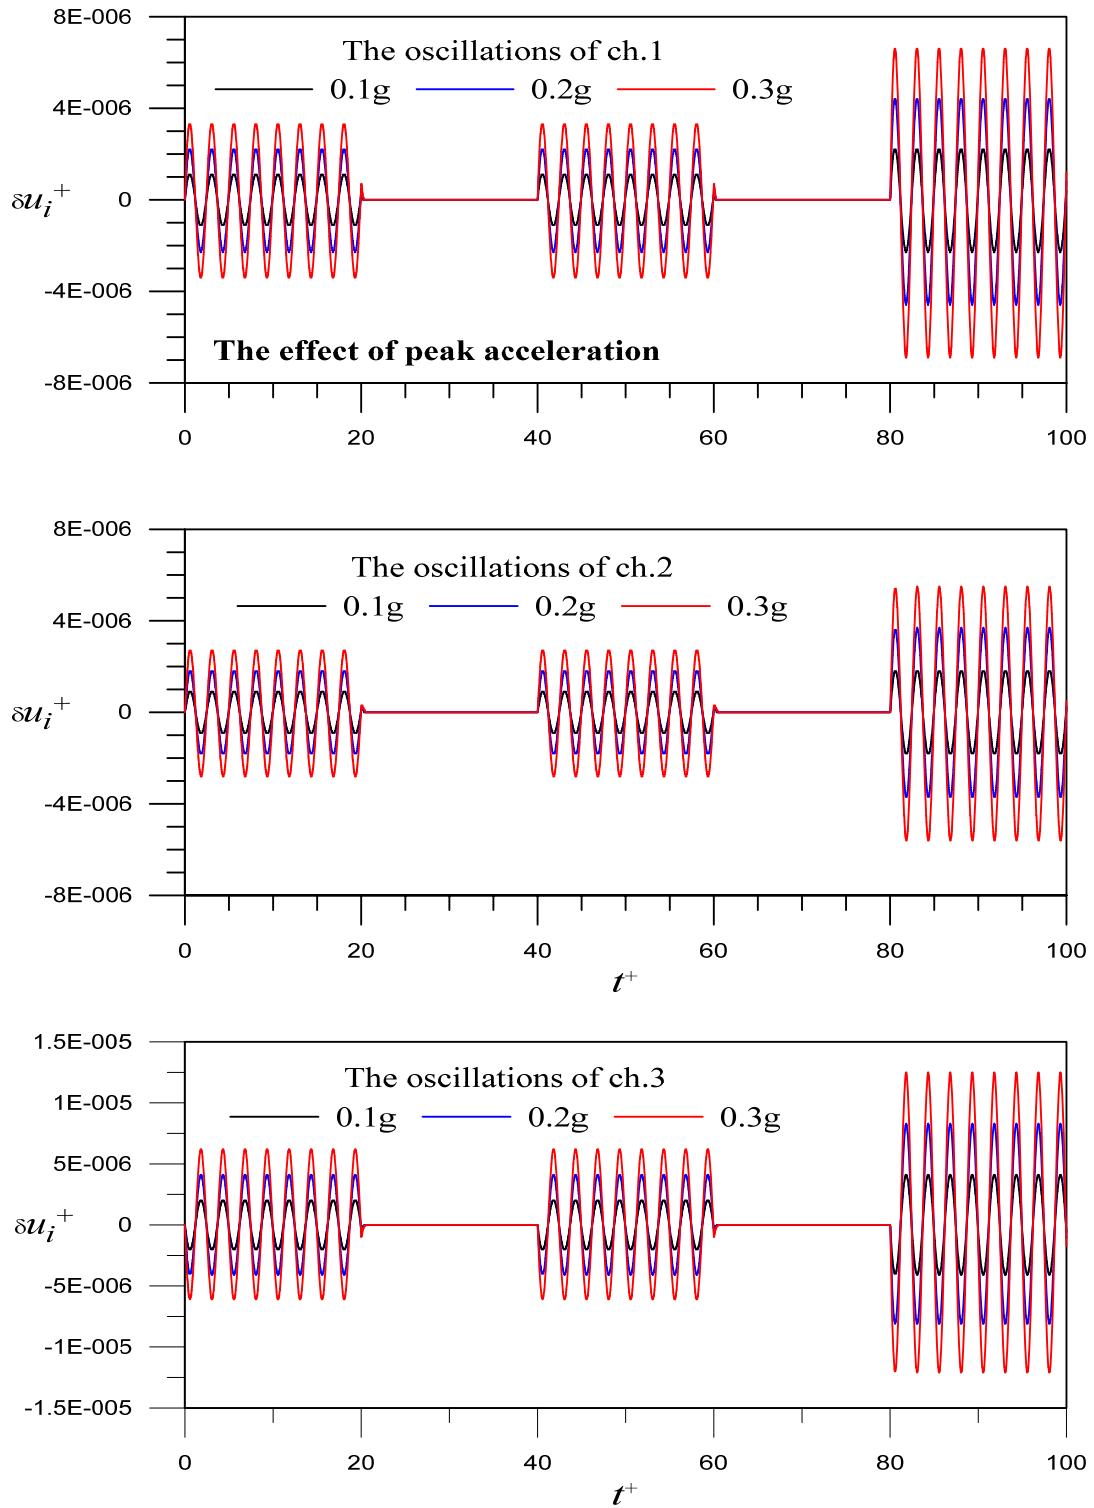 8E-006
The oscillations of ch.1
0.1g 0.2g 0.3g
4E-006
δuᵢ⁺ 0
-4E-006
The effect of peak acceleration
-8E-006
0 20 40 60 80 100
8E-006
The oscillations of ch.2
0.1g 0.2g 0.3g
4E-006
δuᵢ⁺ 0
-4E-006
-8E-006
0 20 40 60 80 100
t⁺
1.5E-005
The oscillations of ch.3
1E-005
0.1g 0.2g 0.3g
5E-006
δuᵢ⁺ 0
-5E-006
-1E-005
-1.5E-005
0 20 40 60 80 100
t⁺